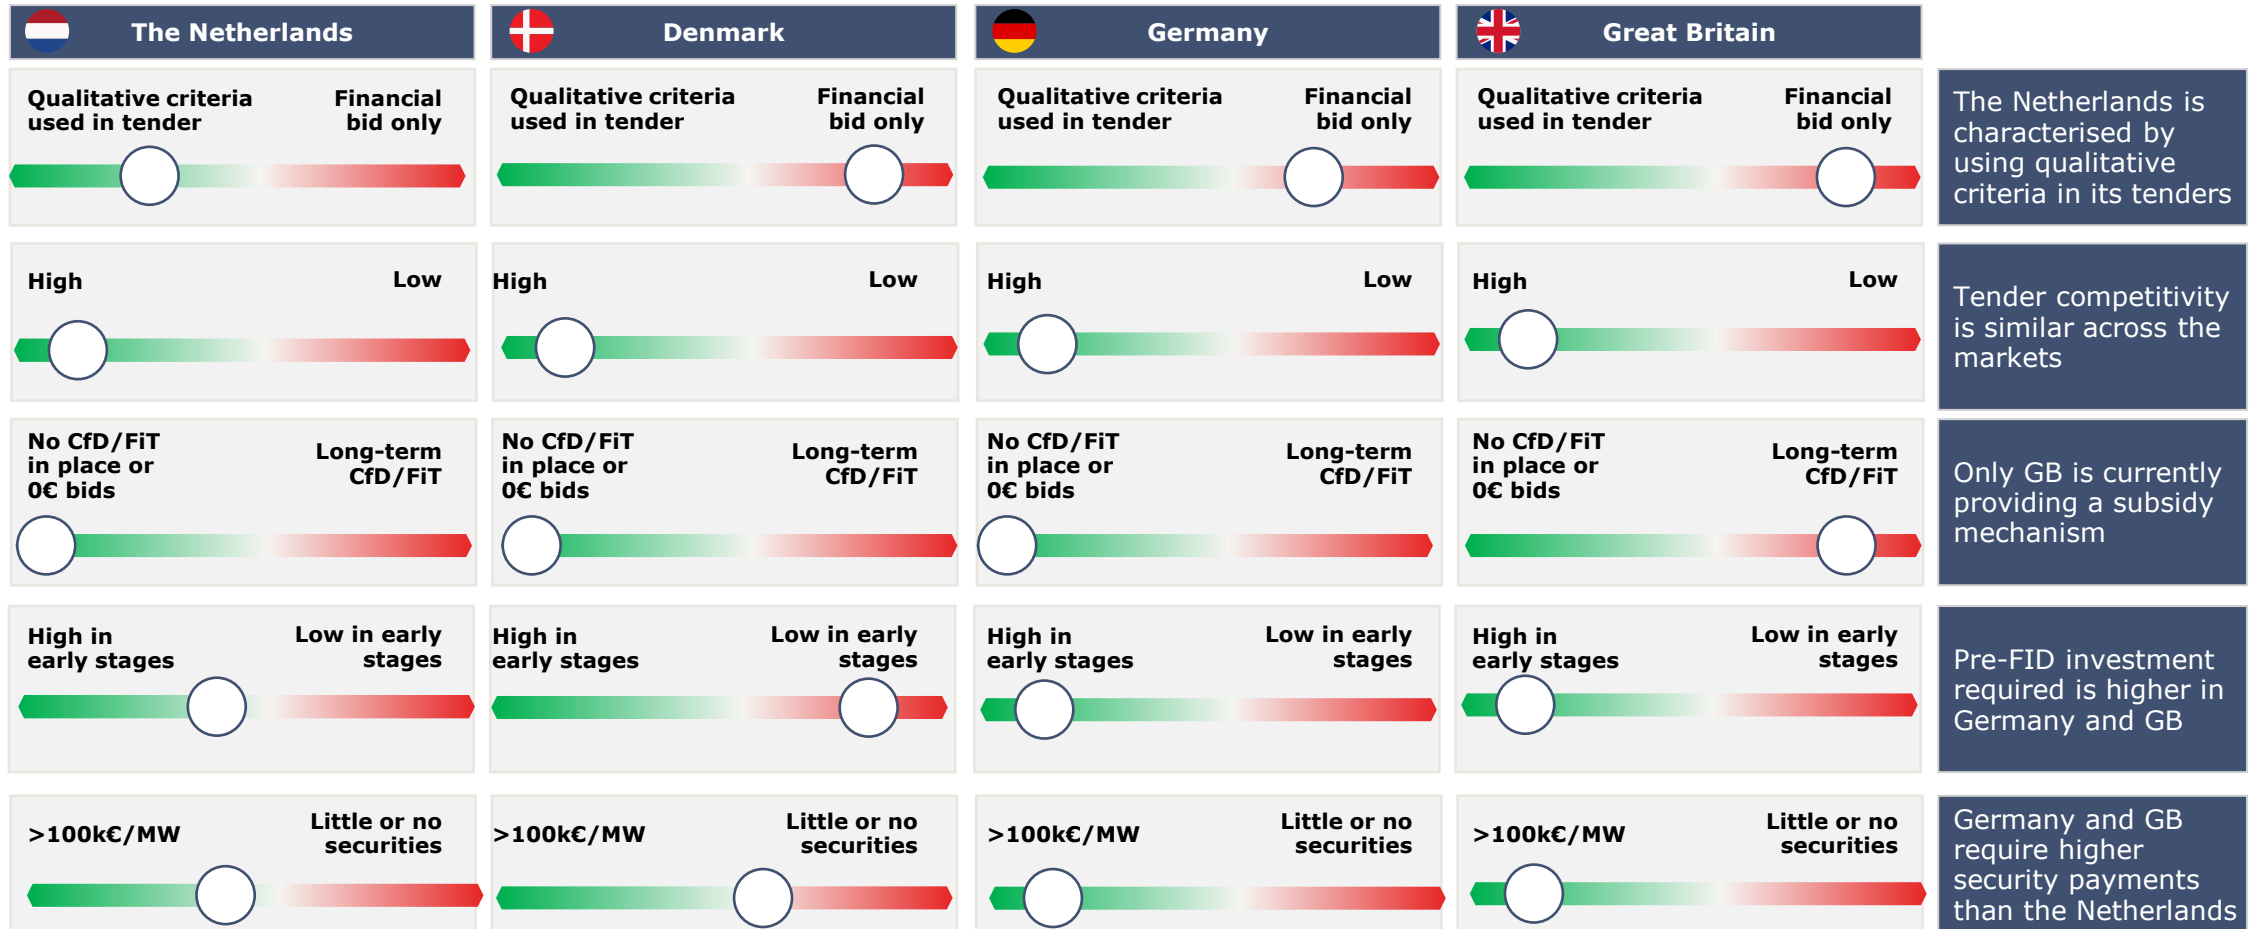 The Netherlands
Denmark
Germany
Great Britain
Qualitative criteria
used in tender
Financial
bid only
Qualitative criteria
used in tender
Financial
bid only
Qualitative criteria
used in tender
Financial
bid only
Qualitative criteria
used in tender
Financial
bid only
The Netherlands is
characterised by
using qualitative
criteria in its tenders
High
Low
High
Low
High
Low
High
Low
Tender competitivity
is similar across the
markets
No CfD/FiT
in place or
0€ bids
Long-term
CfD/FiT
No CfD/FiT
in place or
0€ bids
Long-term
CfD/FiT
No CfD/FiT
in place or
0€ bids
Long-term
CfD/FiT
No CfD/FiT
in place or
0€ bids
Long-term
CfD/FiT
Only GB is currently
providing a subsidy
mechanism
High in
early stages
Low in early
stages
High in
early stages
Low in early
stages
High in
early stages
Low in early
stages
High in
early stages
Low in early
stages
Pre-FID investment
required is higher in
Germany and GB
>100k€/MW
Little or no
securities
>100k€/MW
Little or no
securities
>100k€/MW
Little or no
securities
>100k€/MW
Little or no
securities
Germany and GB
require higher
security payments
than the Netherlands